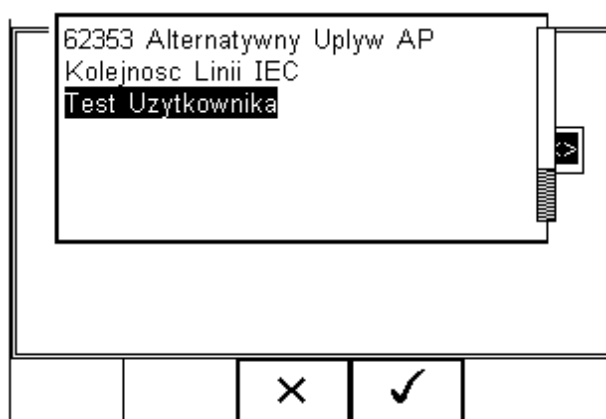 62353 Alternatywny Uplyw AP
Kolejnosc Linii IEC
Test Uzytkownika
<>